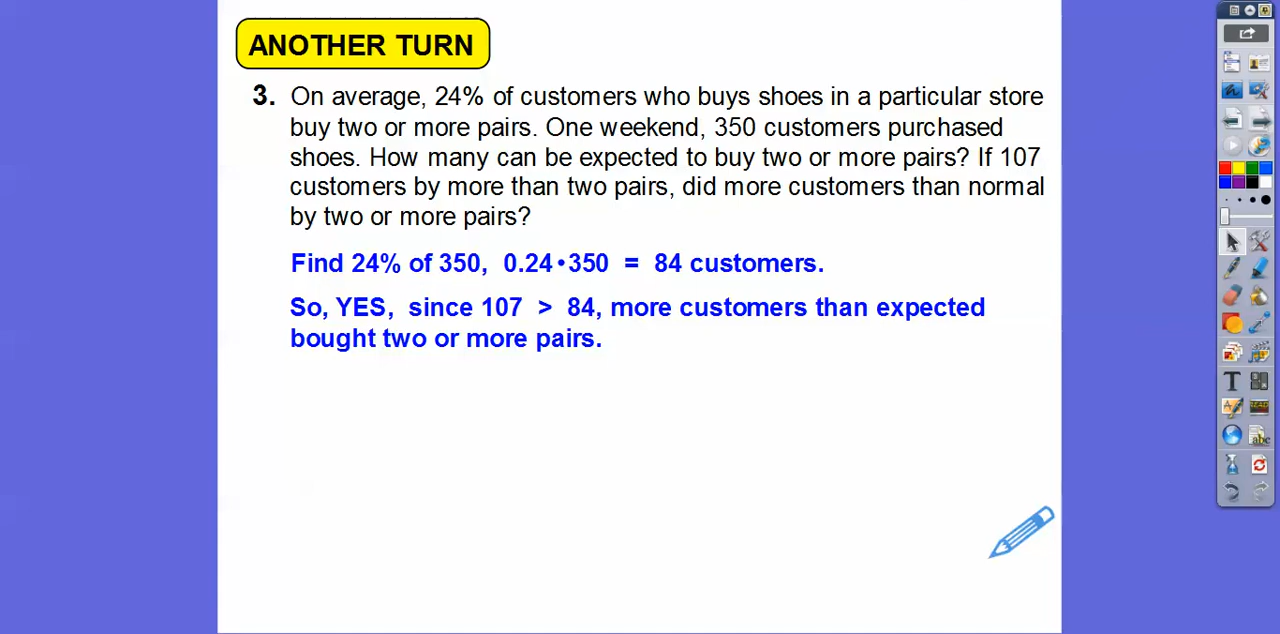 ANOTHER TURN
3. On average, 24% of customers who buys shoes in a particular store
buy two or more pairs. One weekend, 350 customers purchased
shoes. How many can be expected to buy two or more pairs? If 107
customers by more than two pairs, did more customers than normal
by two or more pairs?
Find 24% of 350, 0.24•350 = 84 customers.
So, YES, since 107 > 84, more customers than expected
bought two or more pairs.